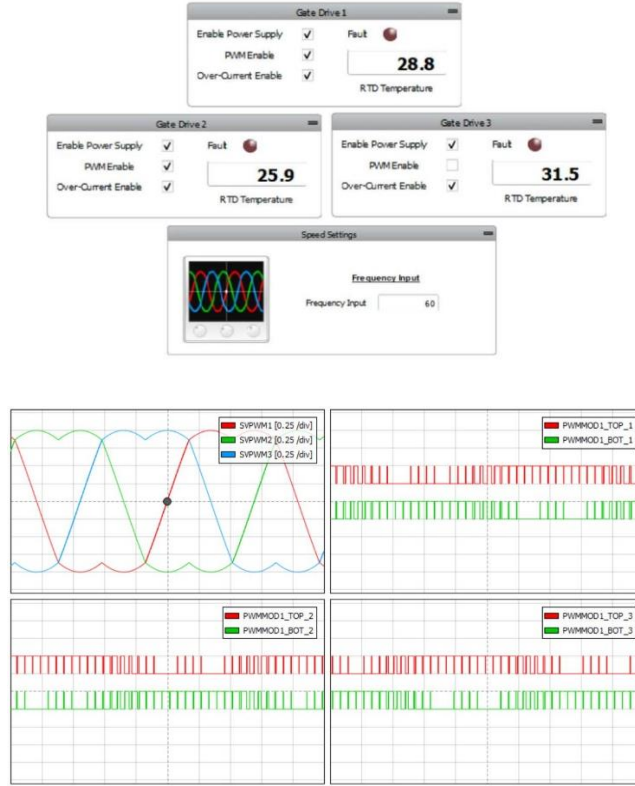 Gate Drive 1
Enable Power Supply Fault
PWM Enable
28.8
Over-Current Enable
RTD Temperature
Gate Drive 2
Enable Power Supply Fault
PWM Enable
25.9
Over-Current Enable
RTD Temperature
Gate Drive 3
Enable Power Supply Fault
PWM Enable
31.5
Over-Current Enable
RTD Temperature
Speed Settings
Frequency Input
Frequency Input 60
SVPWM1 [0.25 /div]
SVPWM2 [0.25 /div]
SVPWM3 [0.25 /div]
PWMMOD1_TOP_1
PWMMOD1_BOT_1
PWMMOD1_TOP_2
PWMMOD1_BOT_2
PWMMOD1_TOP_3
PWMMOD1_BOT_3